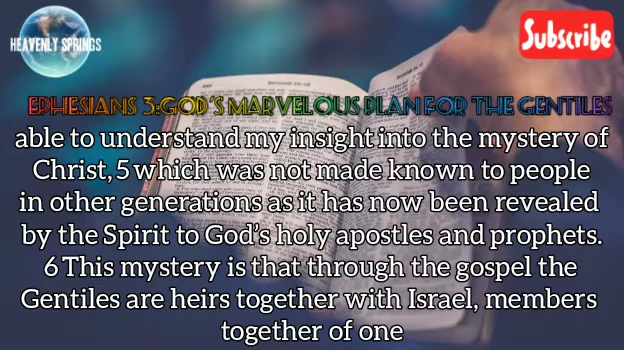 HEAVENLY SPRINGS
Subscribe
EPHESIANS 3:GOD'S MARVELOUS PLAN FOR THE GENTILES
able to understand my insight into the mystery of
Christ,5 which was not made known to people
in other generations as it has now been revealed
by the Spirit to God's holy apostles and prophets.
6 This mystery is that through the gospel the
Gentiles are heirs together with Israel, members
together of one